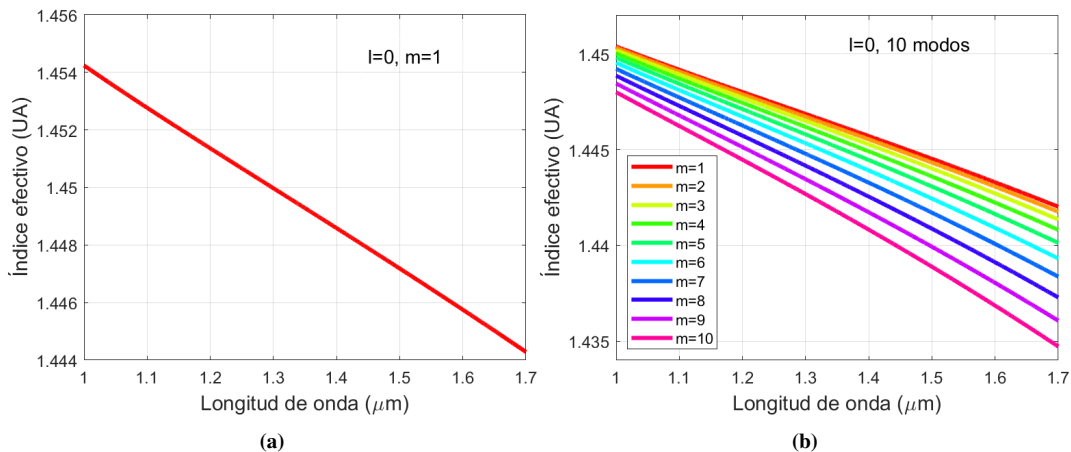 1.456
1.454
1.452
1.45
1.448
1.446
1.444
Índice efectivo (UA)
l=0, m=1
1 1.1 1.2 1.3 1.4 1.5 1.6 1.7
Longitud de onda (μm)
(a)
1.45
1.445
1.44
1.435
Índice efectivo (UA)
l=0, 10 modos
m=1
m=2
m=3
m=4
m=5
m=6
m=7
m=8
m=9
m=10
1 1.1 1.2 1.3 1.4 1.5 1.6 1.7
Longitud de onda (μm)
(b)